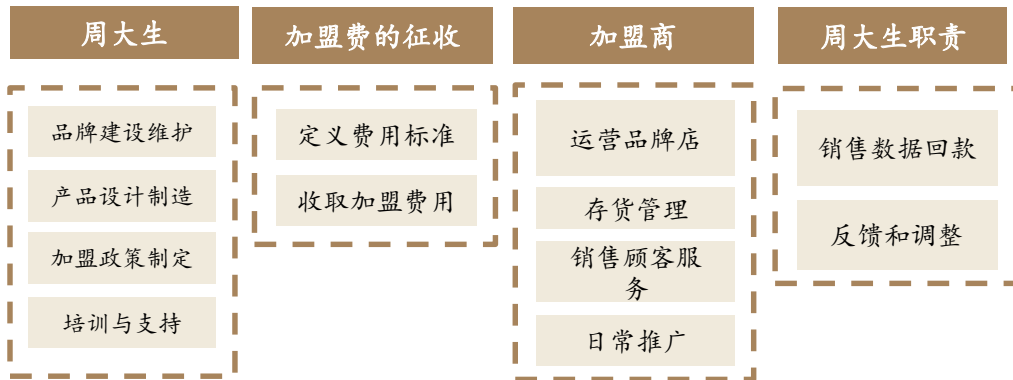 周大生
品牌建设维护
产品设计制造
加盟政策制定
培训与支持
加盟费的征收
定义费用标准
收取加盟费用
加盟商
运营品牌店
存货管理
销售顾客服
务
日常推广
周大生职责
销售数据回款
反馈和调整